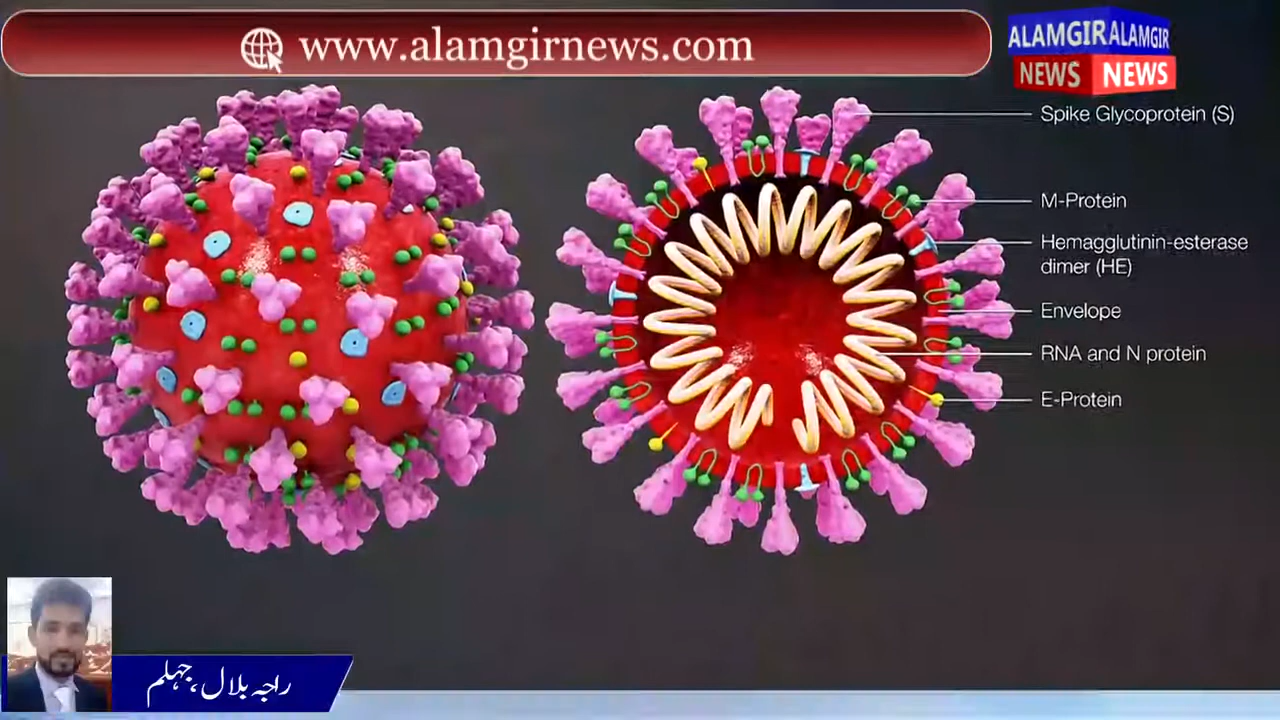 www.alamgirnews.com
ALAMGIR ALAMGIR
NEWS NEWS
Spike Glycoprotein (S)
M-Protein
Hemagglutinin-esterase
dimer (HE)
Envelope
RNA and N protein
E-Protein
راجہ بلال، جہلم